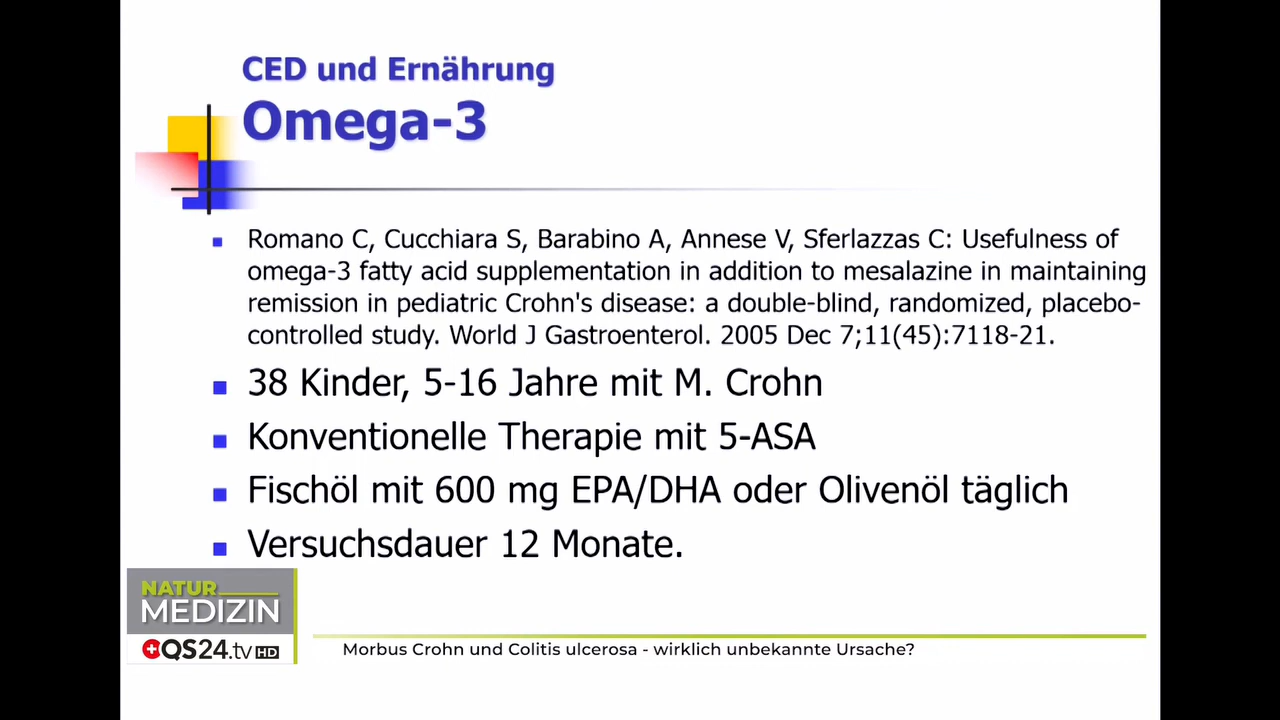 CED und Ernährung
Omega-3
Romano C, Cucchiara S, Barabino A, Annese V, Sferlazzas C: Usefulness of
omega-3 fatty acid supplementation in addition to mesalazine in maintaining
remission in pediatric Crohn's disease: a double-blind, randomized, placebo-
controlled study. World J Gastroenterol. 2005 Dec 7;11(45):7118-21.
38 Kinder, 5-16 Jahre mit M. Crohn
Konventionelle Therapie mit 5-ASA
Fischöl mit 600 mg EPA/DHA oder Olivenöl täglich
Versuchsdauer 12 Monate.
NATUR
MEDIZIN
QS24.tv HD
Morbus Crohn und Colitis ulcerosa - wirklich unbekannte Ursache?